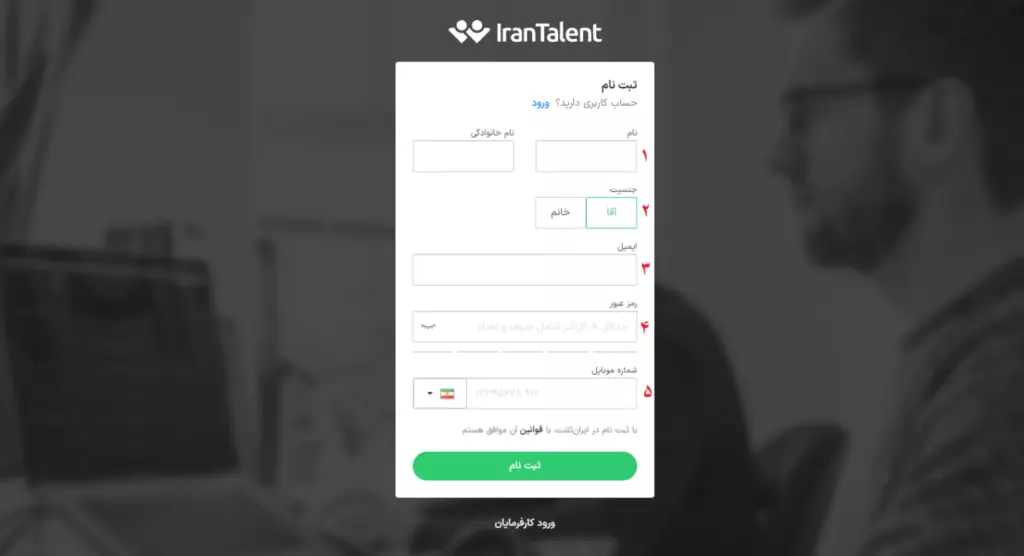 IranTalent
ثبت نام
حساب کاربری دارید؟ ورود
نام
نام خانوادگی
۱
جنسیت
آقا
خانم
۲
ایمیل
۳
رمز عبور
حداقل ۸ کاراکتر شامل حروف و اعداد
۴
شماره موبایل
۹۱۲ ۱۲۳۴۵۶۷۸
۵
با ثبت نام در ایران‌تلنت، با قوانین آن موافق هستم
ثبت نام
ورود کارفرمایان